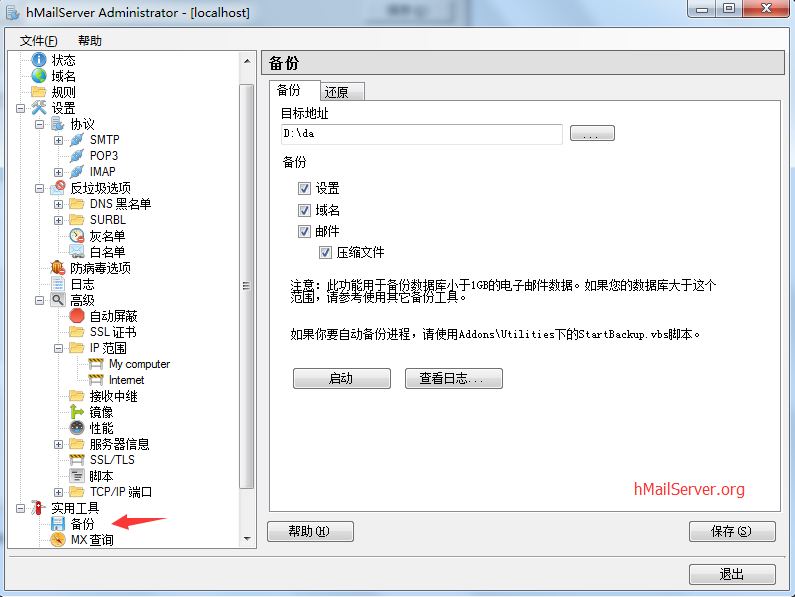 hMailServer Administrator - [localhost]
文件(F) 帮助
状态
域名
规则
设置
协议
SMTP
POP3
IMAP
反垃圾选项
DNS 黑名单
SURBL
灰名单
白名单
防病毒选项
日志
高级
自动屏蔽
SSL 证书
IP 范围
My computer
Internet
接收中继
镜像
性能
服务器信息
SSL/TLS
脚本
TCP/IP 端口
实用工具
备份
MX 查询
备份
备份 还原
目标地址
D:\da
...
备份
设置
域名
邮件
压缩文件
注意: 此功能用于备份数据库小于1GB的电子邮件数据。如果您的数据库大于这个
范围，请参考使用其它备份工具。
如果你要自动备份进程，请使用Addons\Utilities下的StartBackup.vbs脚本。
启动 查看日志...
hMailServer.org
帮助(H) 保存(S)
退出